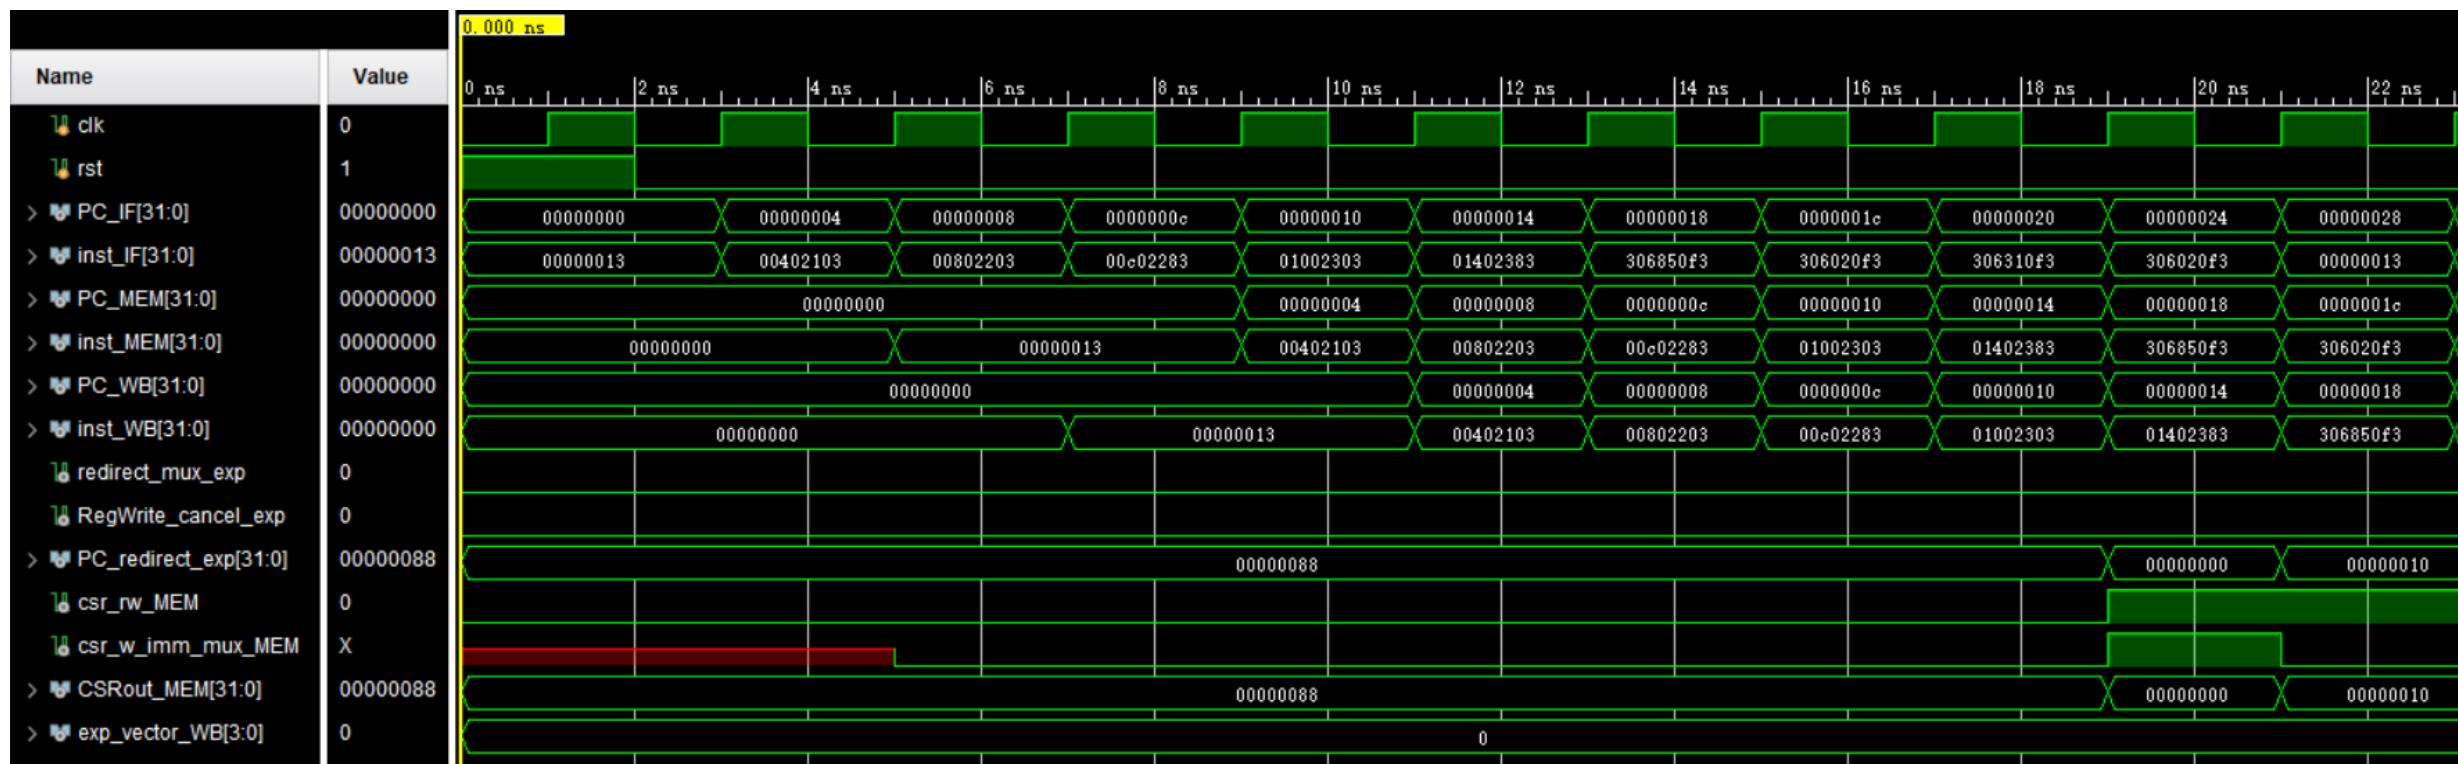 0.000 ns
Name Value 0 ns 2 ns 4 ns 6 ns 8 ns 10 ns 12 ns 14 ns 16 ns 18 ns 20 ns 22 ns
clk 0
rst 1
> PC_IF[31:0] 00000000 00000000 00000004 00000008 0000000c 00000010 00000014 00000018 0000001c 00000020 00000024 00000028
> inst_IF[31:0] 00000013 00000013 00402103 00802203 00c02283 01002303 01402383 306850f3 306020f3 306310f3 306020f3 00000013
> PC_MEM[31:0] 00000000 00000000 00000004 00000008 0000000c 00000010 00000014 00000018 0000001c
> inst_MEM[31:0] 00000000 00000000 00000013 00402103 00802203 00c02283 01002303 01402383 306850f3 306020f3
> PC_WB[31:0] 00000000 00000000 00000004 00000008 0000000c 00000010 00000014 00000018
> inst_WB[31:0] 00000000 00000000 00000013 00402103 00802203 00c02283 01002303 01402383 306850f3
redirect_mux_exp 0
RegWrite_cancel_exp 0
> PC_redirect_exp[31:0] 00000088 00000088 00000000 00000010
csr_rw_MEM 0
csr_w_imm_mux_MEM X
> CSRout_MEM[31:0] 00000088 00000088 00000000 00000010
> exp_vector_WB[3:0] 0 0